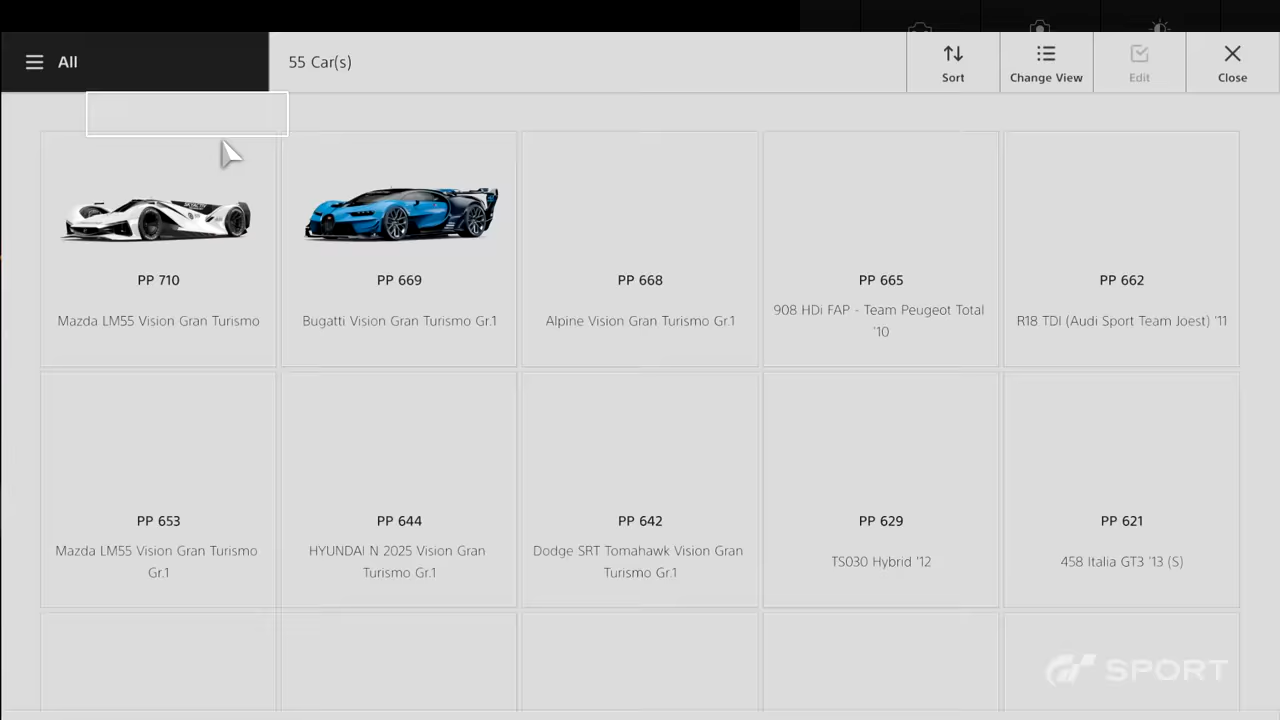 All
55 Car(s)
Sort
Change View
Edit
Close
PP 710
Mazda LM55 Vision Gran Turismo
PP 669
Bugatti Vision Gran Turismo Gr.1
PP 668
Alpine Vision Gran Turismo Gr.1
PP 665
908 HDi FAP - Team Peugeot Total
'10
PP 662
R18 TDI (Audi Sport Team Joest) '11
PP 653
Mazda LM55 Vision Gran Turismo
Gr.1
PP 644
HYUNDAI N 2025 Vision Gran
Turismo Gr.1
PP 642
Dodge SRT Tomahawk Vision Gran
Turismo Gr.1
PP 629
TS030 Hybrid '12
PP 621
458 Italia GT3 '13 (S)
GT SPORT